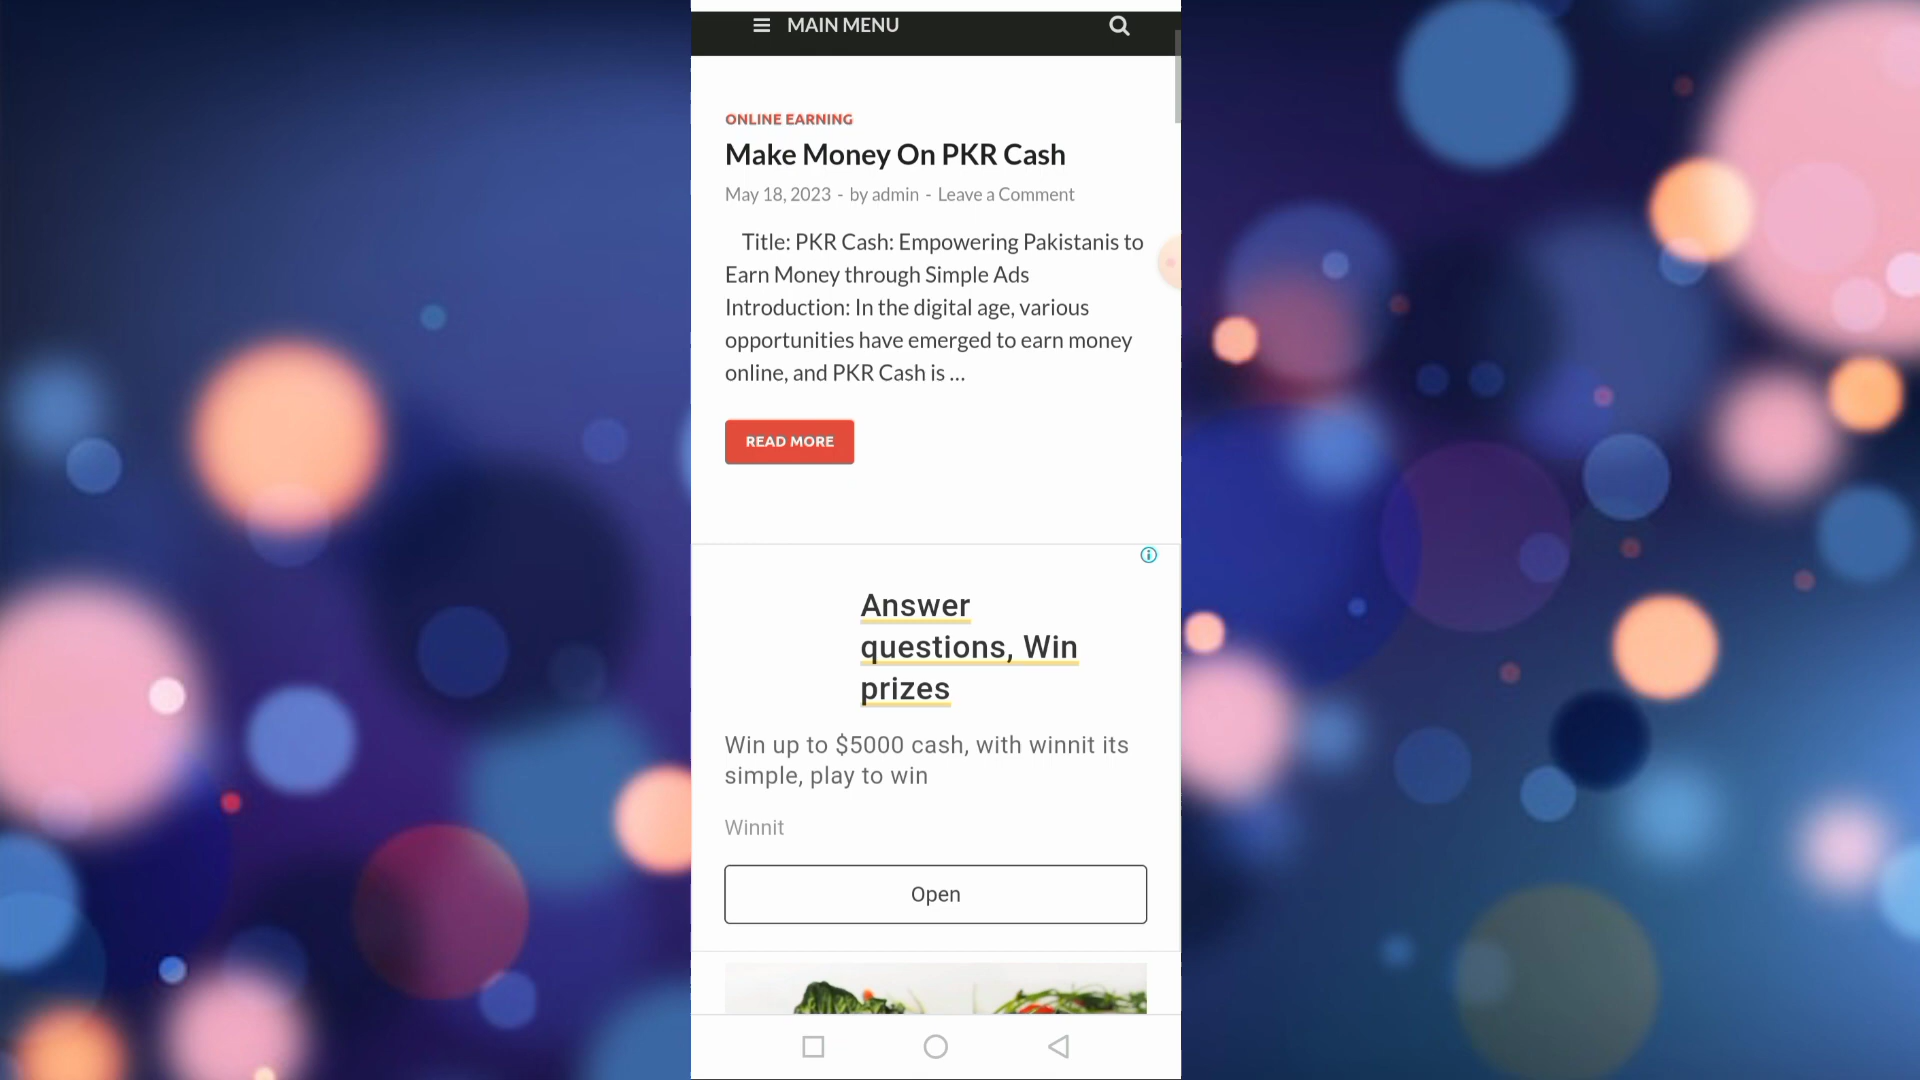 MAIN MENU
ONLINE EARNING
Make Money On PKR Cash
May 18, 2023 - by admin - Leave a Comment
Title: PKR Cash: Empowering Pakistanis to
Earn Money through Simple Ads
Introduction: In the digital age, various
opportunities have emerged to earn money
online, and PKR Cash is ...
READ MORE
Answer
questions, Win
prizes
Win up to $5000 cash, with winnit its
simple, play to win
Winnit
Open